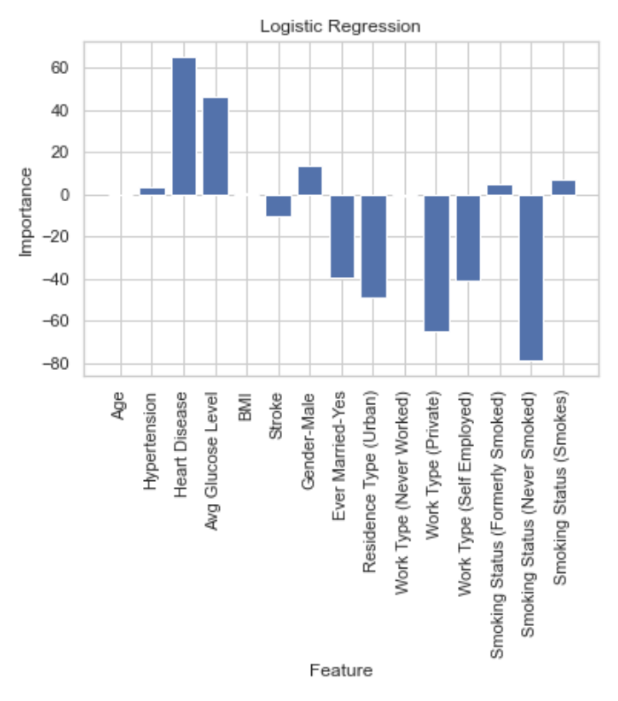 Logistic Regression
Importance
60
40
20
0
−20
−40
−60
−80
Age
Hypertension
Heart Disease
Avg Glucose Level
BMI
Stroke
Gender-Male
Ever Married-Yes
Residence Type (Urban)
Work Type (Never Worked)
Work Type (Private)
Work Type (Self Employed)
Smoking Status (Formerly Smoked)
Smoking Status (Never Smoked)
Smoking Status (Smokes)
Feature